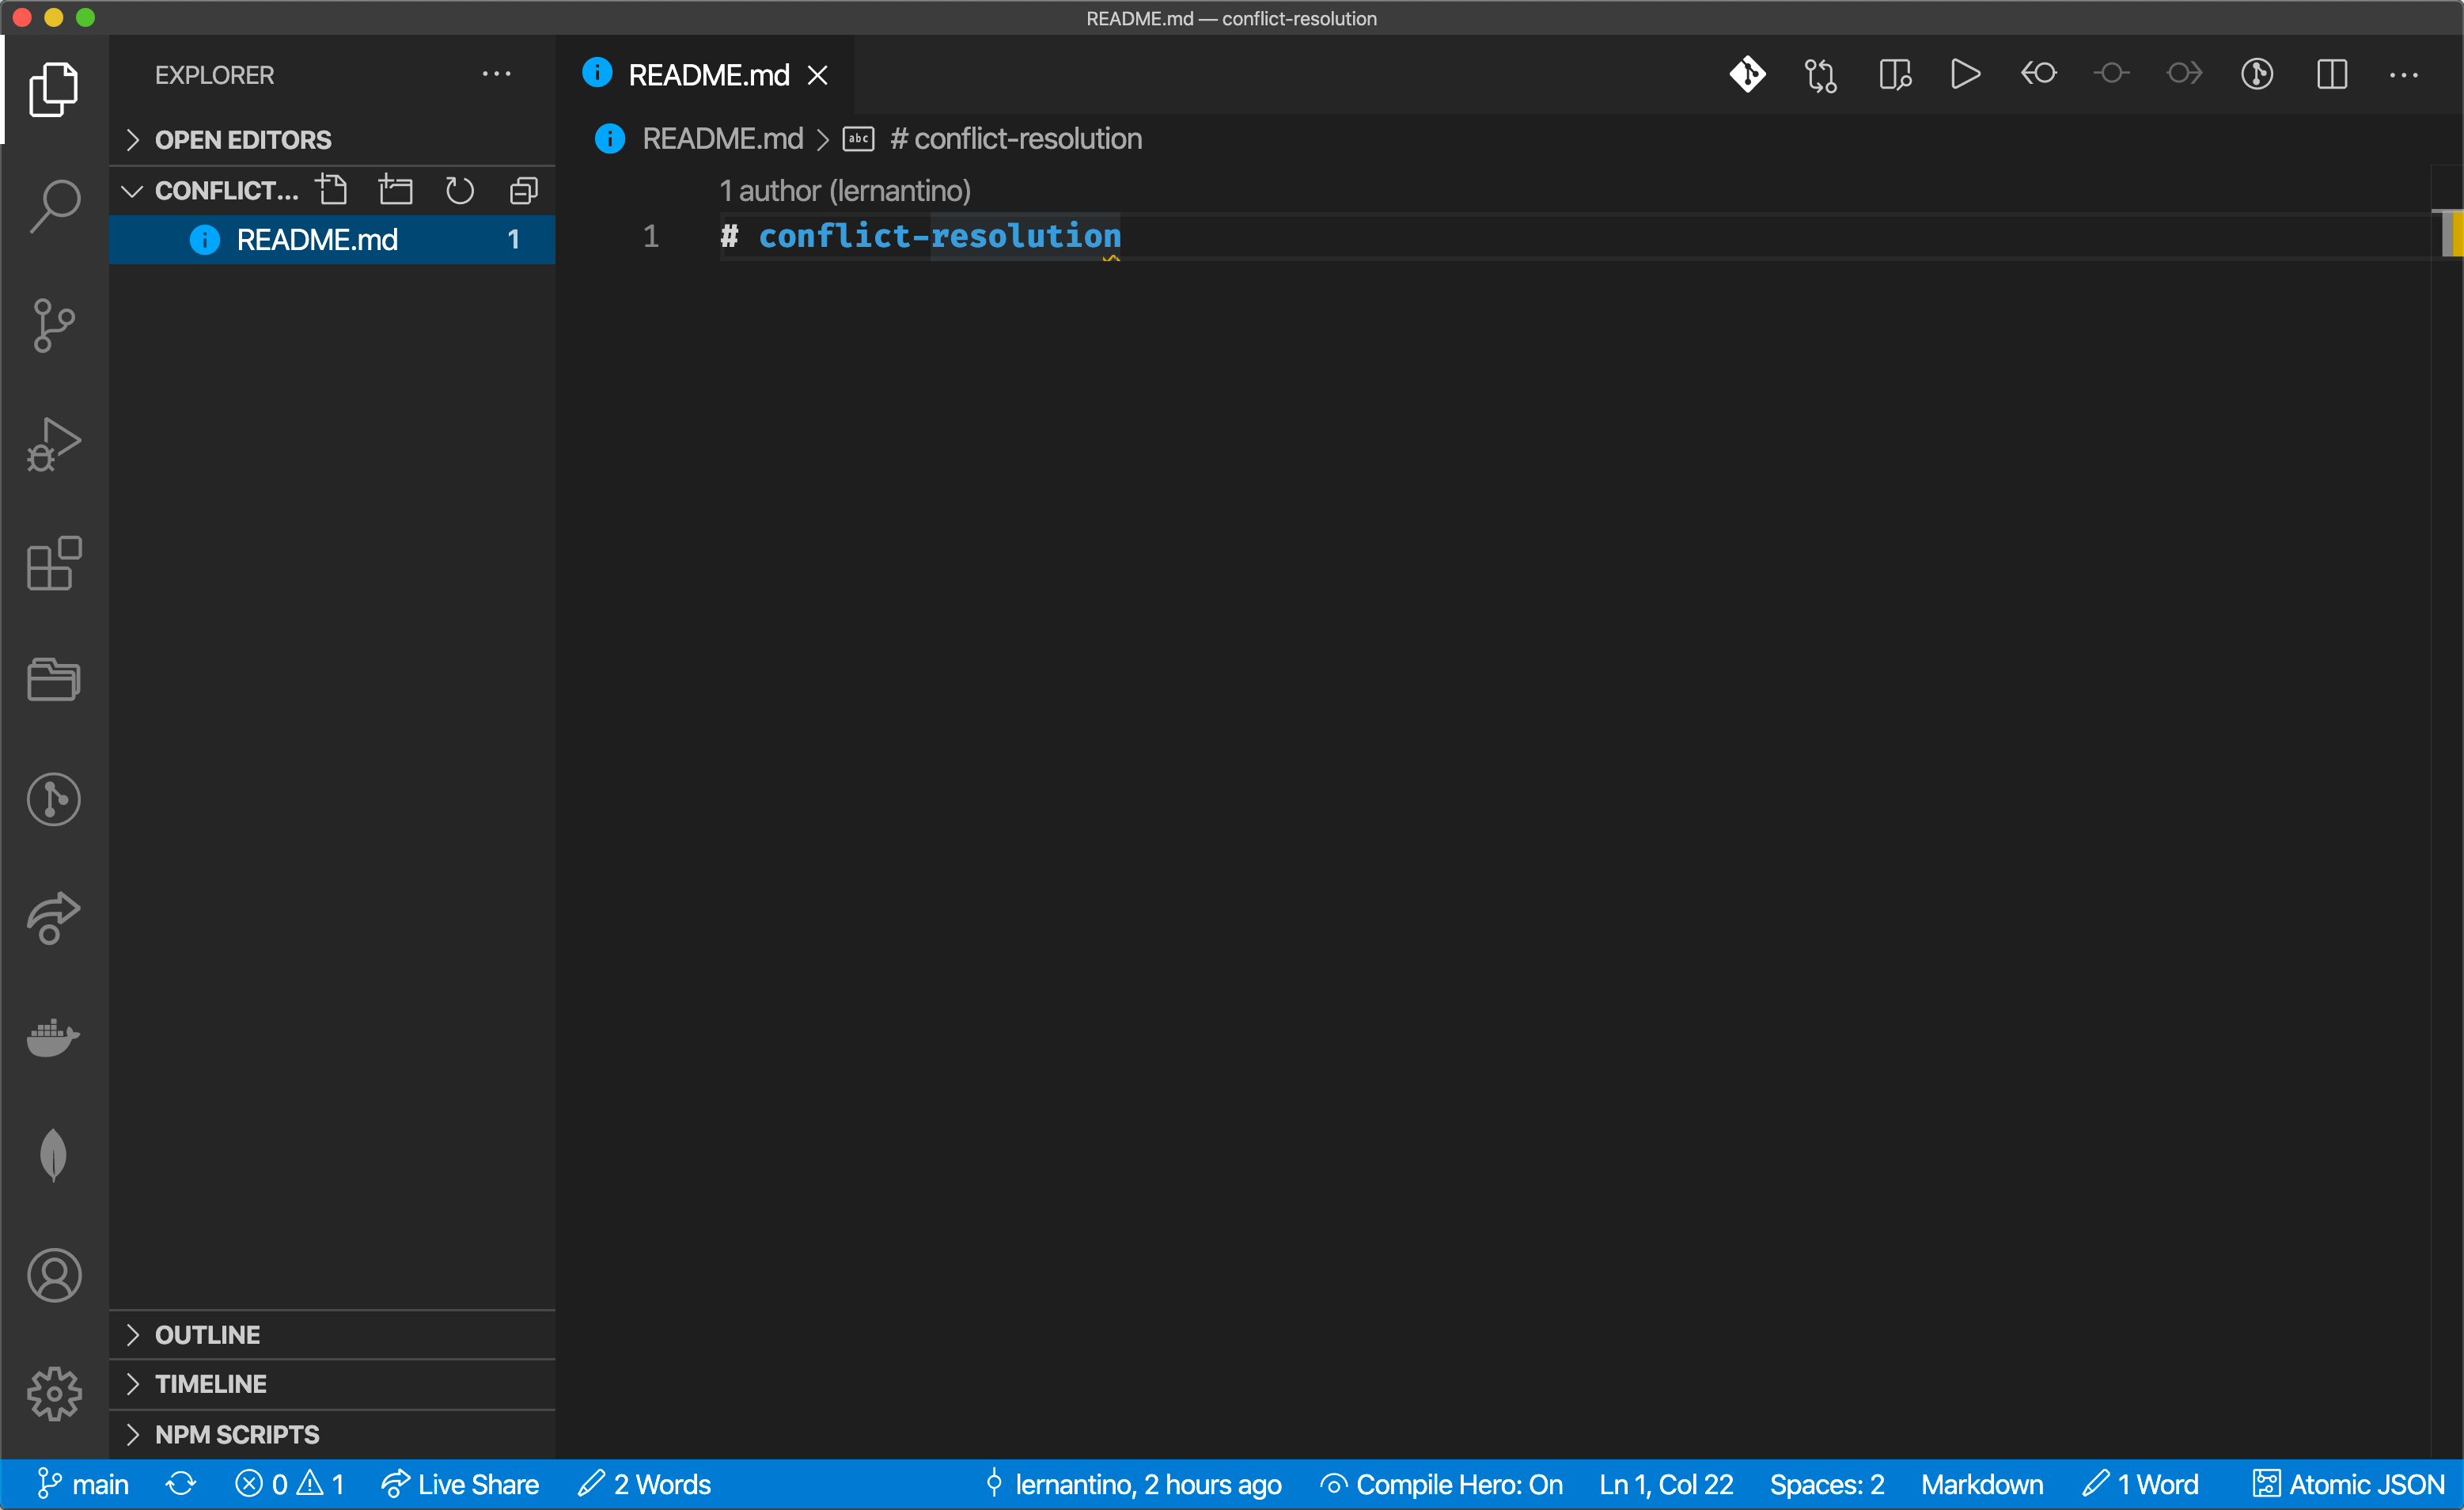 README.md — conflict-resolution
EXPLORER
OPEN EDITORS
CONFLICT...
README.md 1
OUTLINE
TIMELINE
NPM SCRIPTS
README.md
README.md > abc # conflict-resolution
1 author (lernantino)
1 # conflict-resolution
main 0 1 Live Share 2 Words lernantino, 2 hours ago Compile Hero: On Ln 1, Col 22 Spaces: 2 Markdown 1 Word Atomic JSON